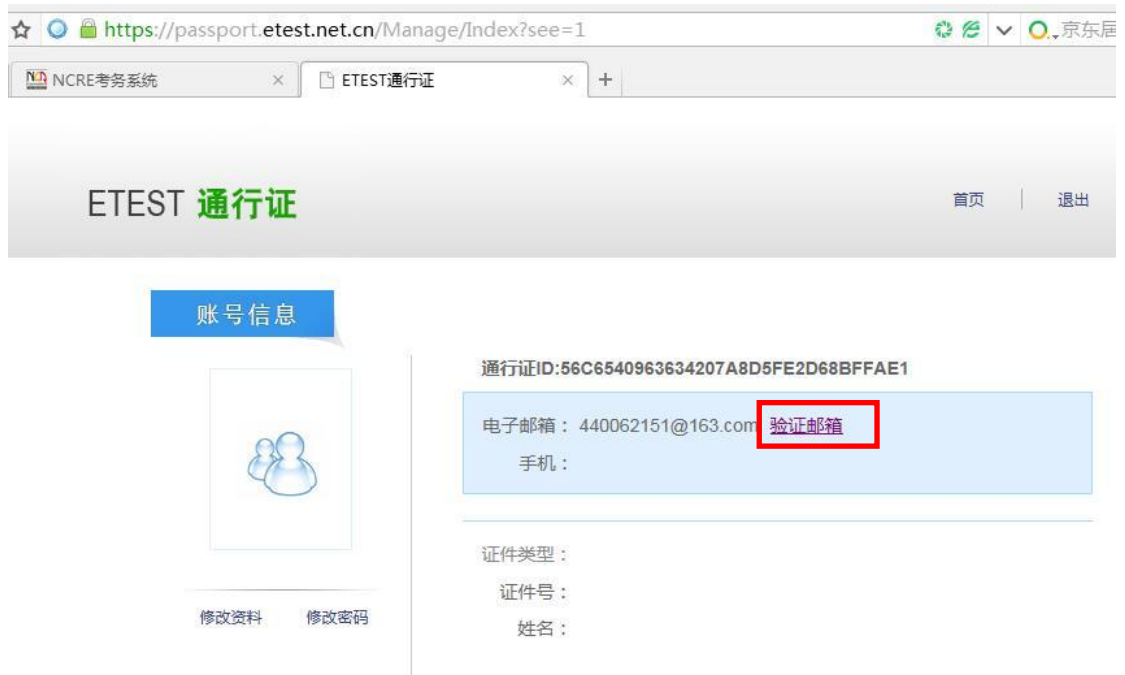 https://passport.etest.net.cn/Manage/Index?see=1
京东居
NCRE考务系统 × ETEST通行证 × +
ETEST 通行证
首页 | 退出
账号信息
通行证ID:56C6540963634207A8D5FE2D68BFFAE1
电子邮箱： 440062151@163.com 验证邮箱
手机：
证件类型：
证件号：
姓名：
修改资料 修改密码